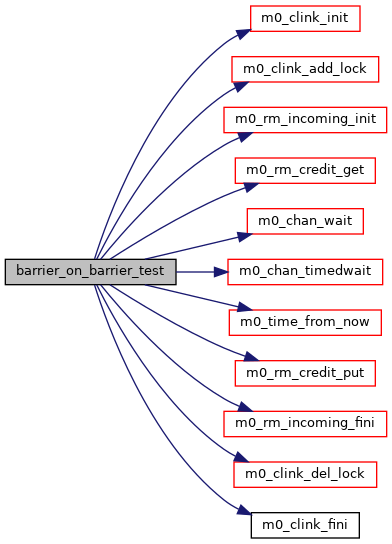 m0_clink_init
m0_clink_add_lock
m0_rm_incoming_init
m0_rm_credit_get
m0_chan_wait
barrier_on_barrier_test
m0_chan_timedwait
m0_time_from_now
m0_rm_credit_put
m0_rm_incoming_fini
m0_clink_del_lock
m0_clink_fini